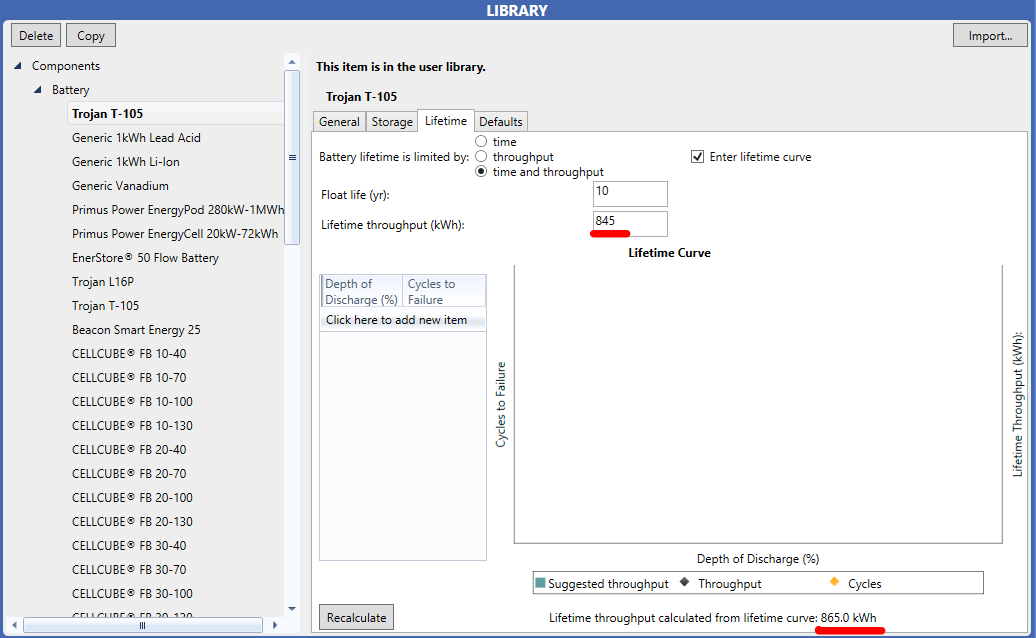 LIBRARY
Delete
Copy
Import...
Components
Battery
Trojan T-105
Generic 1kWh Lead Acid
Generic 1kWh Li-Ion
Generic Vanadium
Primus Power EnergyPod 280kW-1MWh
Primus Power EnergyCell 20kW-72kWh
EnerStore® 50 Flow Battery
Trojan L16P
Trojan T-105
Beacon Smart Energy 25
CELLCUBE® FB 10-40
CELLCUBE® FB 10-70
CELLCUBE® FB 10-100
CELLCUBE® FB 10-130
CELLCUBE® FB 20-40
CELLCUBE® FB 20-70
CELLCUBE® FB 20-100
CELLCUBE® FB 20-130
CELLCUBE® FB 30-40
CELLCUBE® FB 30-70
CELLCUBE® FB 30-100
CELLCUBE® FB 30-130
This item is in the user library.
Trojan T-105
General Storage Lifetime Defaults
time
Battery lifetime is limited by: throughput
time and throughput
Enter lifetime curve
Float life (yr): 10
Lifetime throughput (kWh): 845
Lifetime Curve
Depth of
Discharge (%)
Cycles to
Failure
Click here to add new item
Cycles to Failure
Lifetime Throughput (kWh):
Depth of Discharge (%)
Suggested throughput Throughput Cycles
Recalculate
Lifetime throughput calculated from lifetime curve: 865.0 kWh